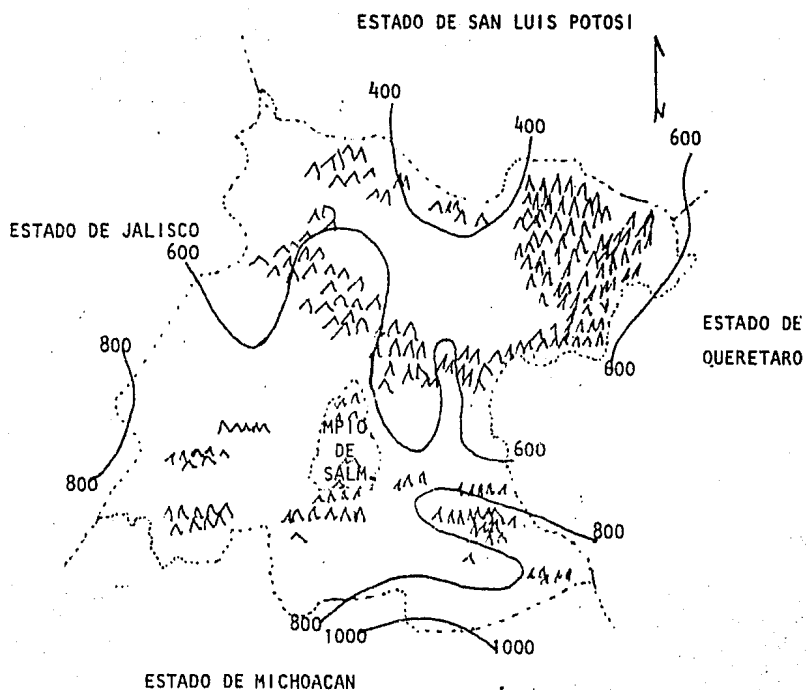 ESTADO DE SAN LUIS POTOSI
400
400
600
ESTADO DE JALISCO
600
ESTADO DE
QUERETARO
800
600
MPIO
DE
SALM.
600
800
800
800
1000
1000
ESTADO DE MICHOACAN